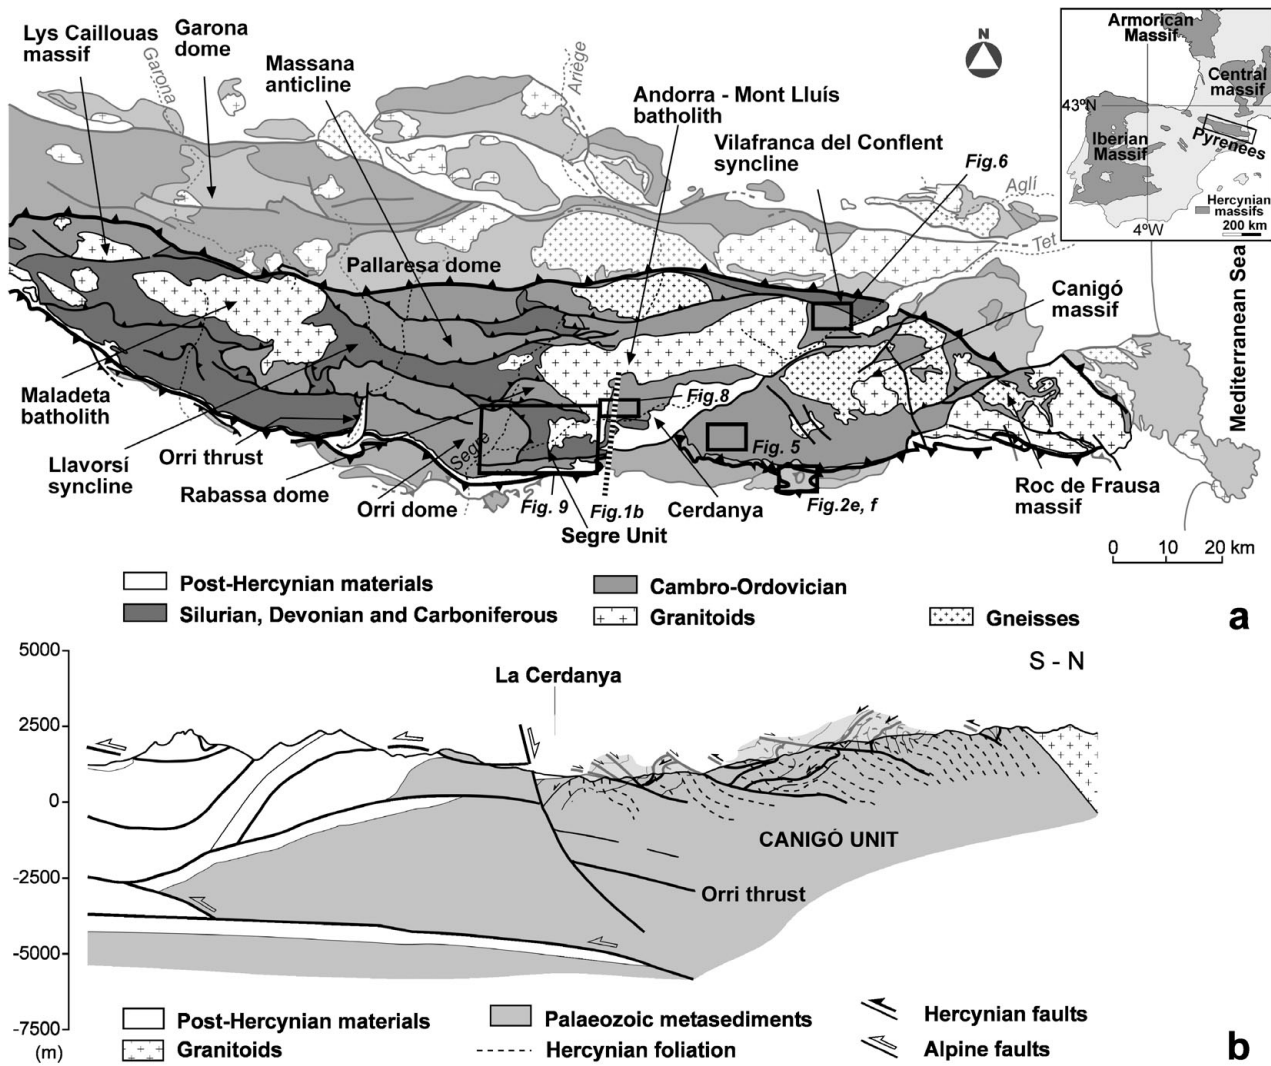 Lys Caillouas
massif
Garona
dome
Massana
anticline
Garona
Ariège
Andorra - Mont Lluís
batholith
Vilafranca del Conflent
syncline
N
Fig.6
Aglí
Tet
Armorican
Massif
Central
massif
43ºN
Iberian
Massif
Pyrenees
Hercynian
massifs
4ºW
200 km
Mediterranean Sea
Pallaresa dome
Canigó
massif
Maladeta
batholith
Llavorsí
syncline
Orri thrust
Rabassa dome
Orri dome
Segre
Fig. 9
Fig.1b
Segre Unit
Fig.8
Fig. 5
Cerdanya
Fig.2e, f
Roc de Frausa
massif
0 10 20 km
Post-Hercynian materials
Cambro-Ordovician
Silurian, Devonian and Carboniferous
Granitoids
Gneisses
a
5000
2500
0
-2500
-5000
-7500
(m)
La Cerdanya
S - N
CANIGÓ UNIT
Orri thrust
Post-Hercynian materials
Palaeozoic metasediments
Hercynian faults
Granitoids
Hercynian foliation
Alpine faults
b